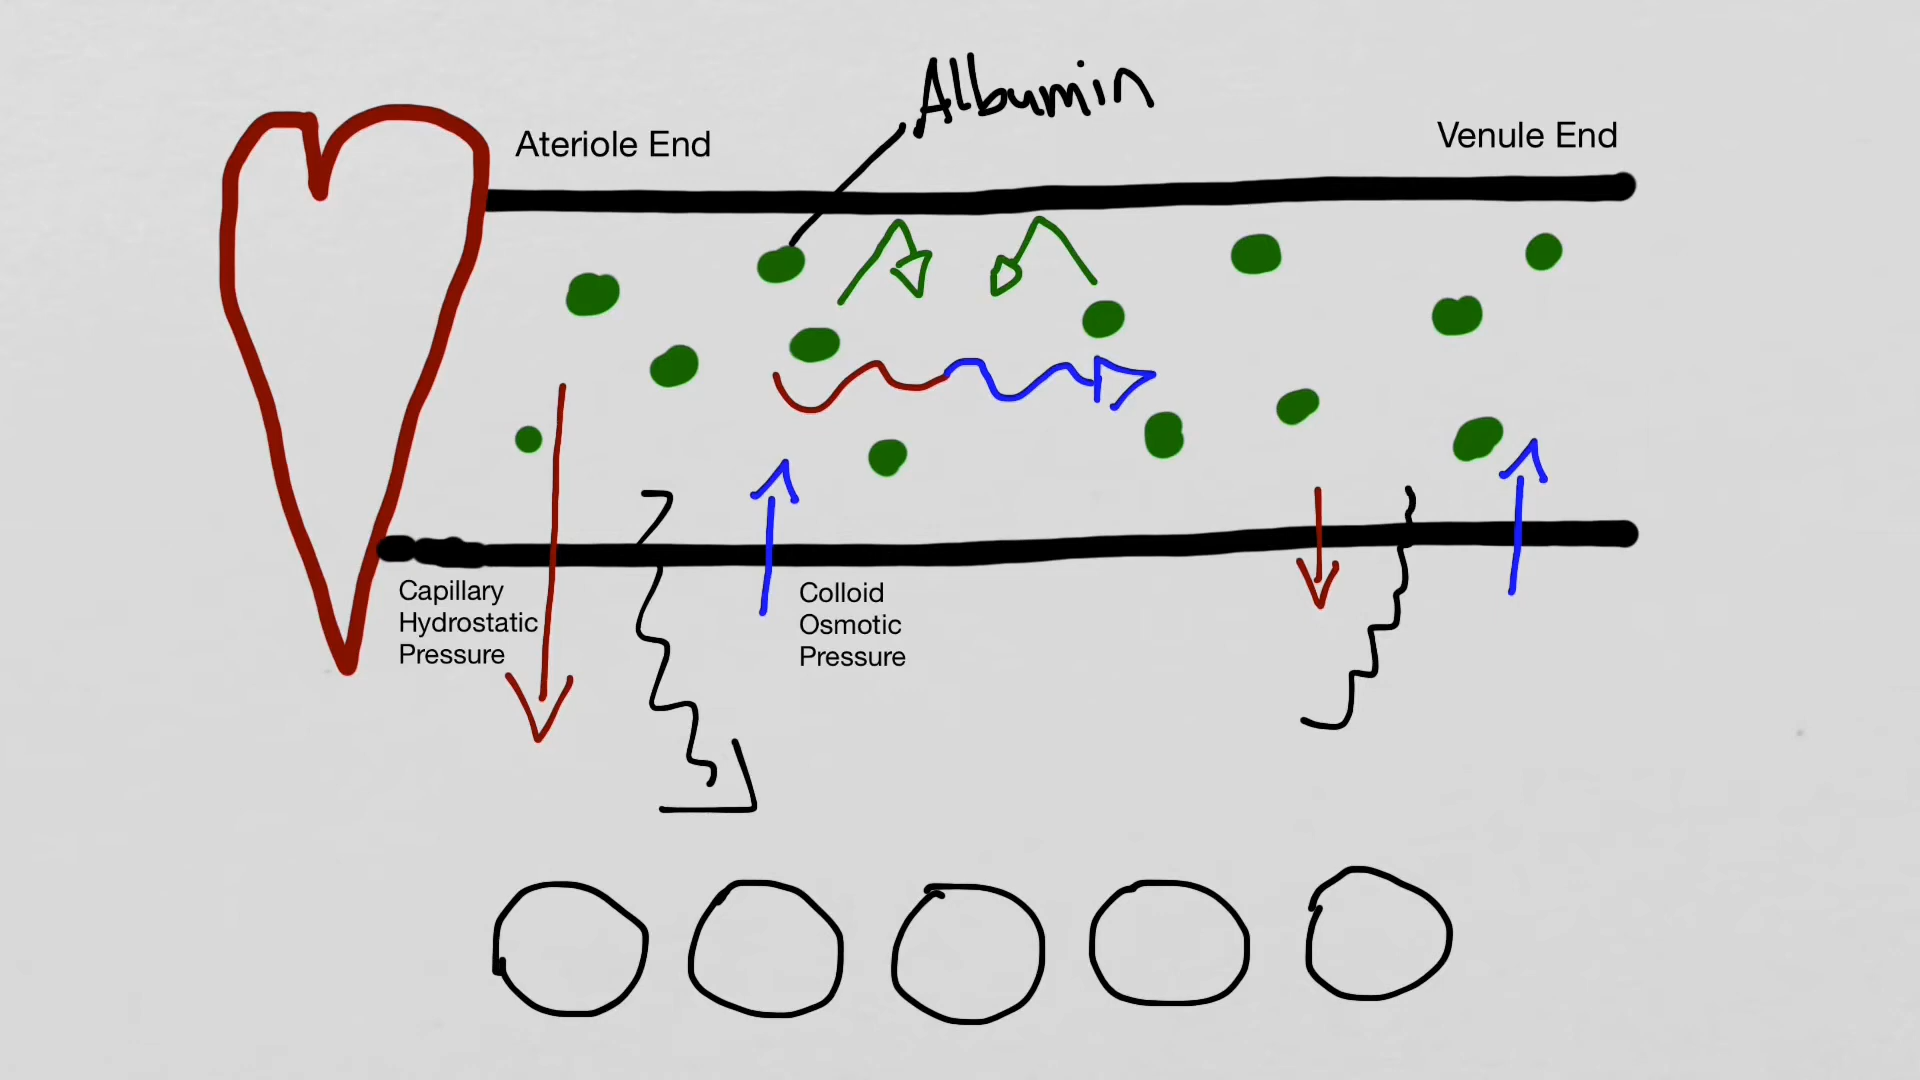 Albumin
Ateriole End
Venule End
Capillary
Hydrostatic
Pressure
Colloid
Osmotic
Pressure